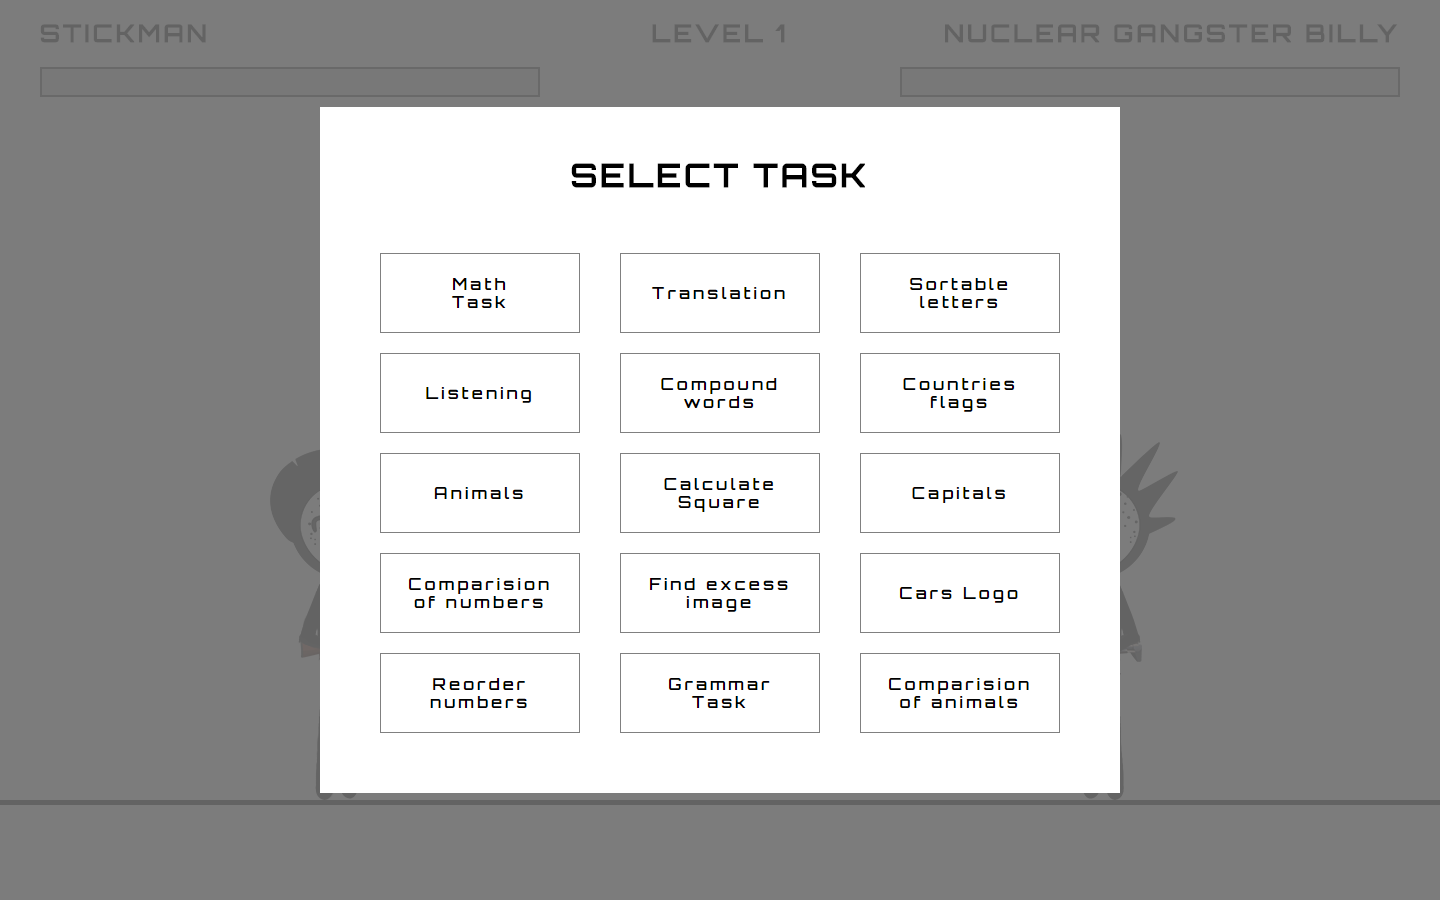 STICKMAN
LEVEL 1
NUCLEAR GANGSTER BILLY
SELECT TASK
Math
Task
Translation
Sortable
letters
Listening
Compound
words
Countries
flags
Animals
Calculate
Square
Capitals
Comparision
of numbers
Find excess
image
Cars Logo
Reorder
numbers
Grammar
Task
Comparision
of animals